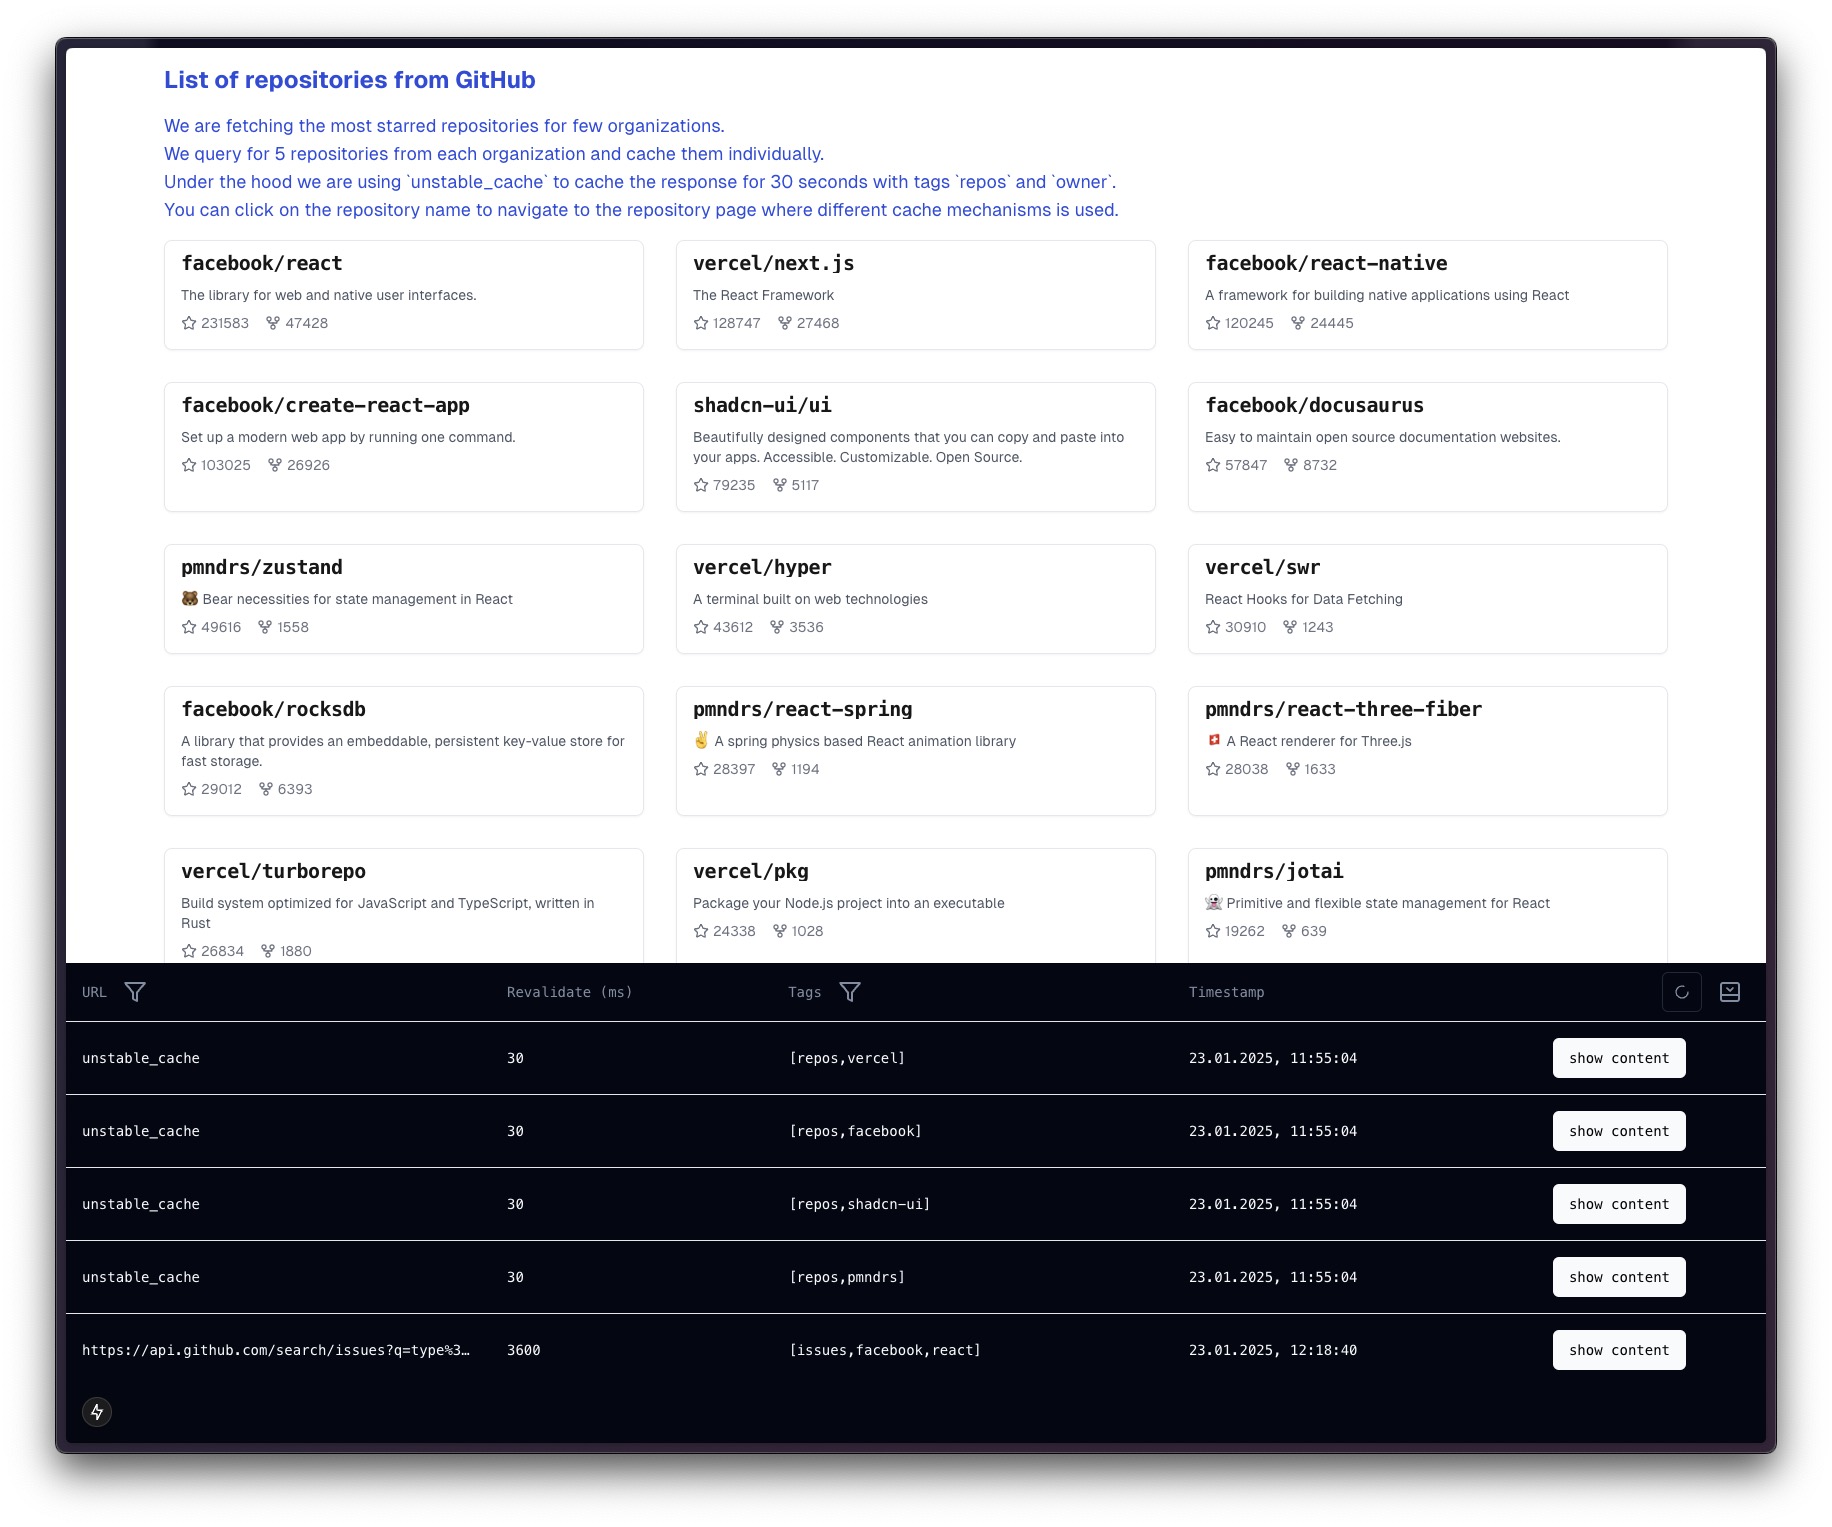 List of repositories from GitHub
We are fetching the most starred repositories for few organizations.
We query for 5 repositories from each organization and cache them individually.
Under the hood we are using `unstable_cache` to cache the response for 30 seconds with tags `repos` and `owner`.
You can click on the repository name to navigate to the repository page where different cache mechanisms is used.
facebook/react
The library for web and native user interfaces.
231583 47428
vercel/next.js
The React Framework
128747 27468
facebook/react-native
A framework for building native applications using React
120245 24445
facebook/create-react-app
Set up a modern web app by running one command.
103025 26926
shadcn-ui/ui
Beautifully designed components that you can copy and paste into
your apps. Accessible. Customizable. Open Source.
79235 5117
facebook/docusaurus
Easy to maintain open source documentation websites.
57847 8732
pmndrs/zustand
🐻 Bear necessities for state management in React
49616 1558
vercel/hyper
A terminal built on web technologies
43612 3536
vercel/swr
React Hooks for Data Fetching
30910 1243
facebook/rocksdb
A library that provides an embeddable, persistent key-value store for
fast storage.
29012 6393
pmndrs/react-spring
✌️ A spring physics based React animation library
28397 1194
pmndrs/react-three-fiber
🇨🇭 A React renderer for Three.js
28038 1633
vercel/turborepo
Build system optimized for JavaScript and TypeScript, written in
Rust
26834 1880
vercel/pkg
Package your Node.js project into an executable
24338 1028
pmndrs/jotai
👻 Primitive and flexible state management for React
19262 639
URL Revalidate (ms) Tags Timestamp
unstable_cache 30 [repos,vercel] 23.01.2025, 11:55:04 show content
unstable_cache 30 [repos,facebook] 23.01.2025, 11:55:04 show content
unstable_cache 30 [repos,shadcn-ui] 23.01.2025, 11:55:04 show content
unstable_cache 30 [repos,pmndrs] 23.01.2025, 11:55:04 show content
https://api.github.com/search/issues?q=type%3… 3600 [issues,facebook,react] 23.01.2025, 12:18:40 show content